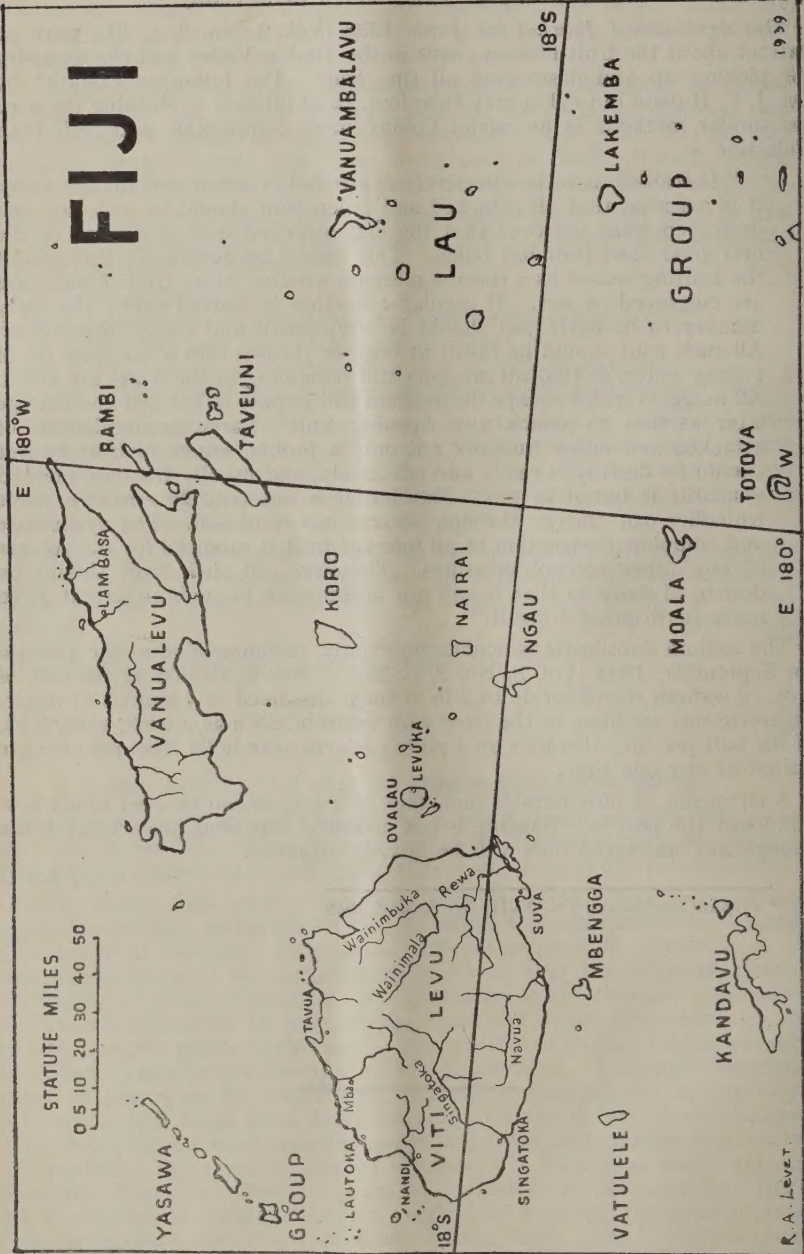 FIJI
STATUTE MILES
0 5 10 20 30 40 50
E 180° W
YASAWA
GROUP
RAMBI
LAMBASA
VANUALEVU
TAVEUNI
VANUAMBALAVU
KORO
LAU
GROUP
TAVUA
Mba
LAUTOKA
NANDI
VITI
LEVU
Wainimbuka
Wainimala
Rewa
Singatoka
Navua
SINGATOKA
SUVA
OVALAU
LEVUKA
NAIRAI
NGAU
18°S
18°S
LAKEMBA
MBENGGA
VATULELE
KANDAVU
MOALA
TOTOYA
E 180° W
R. A. Lever.
1939